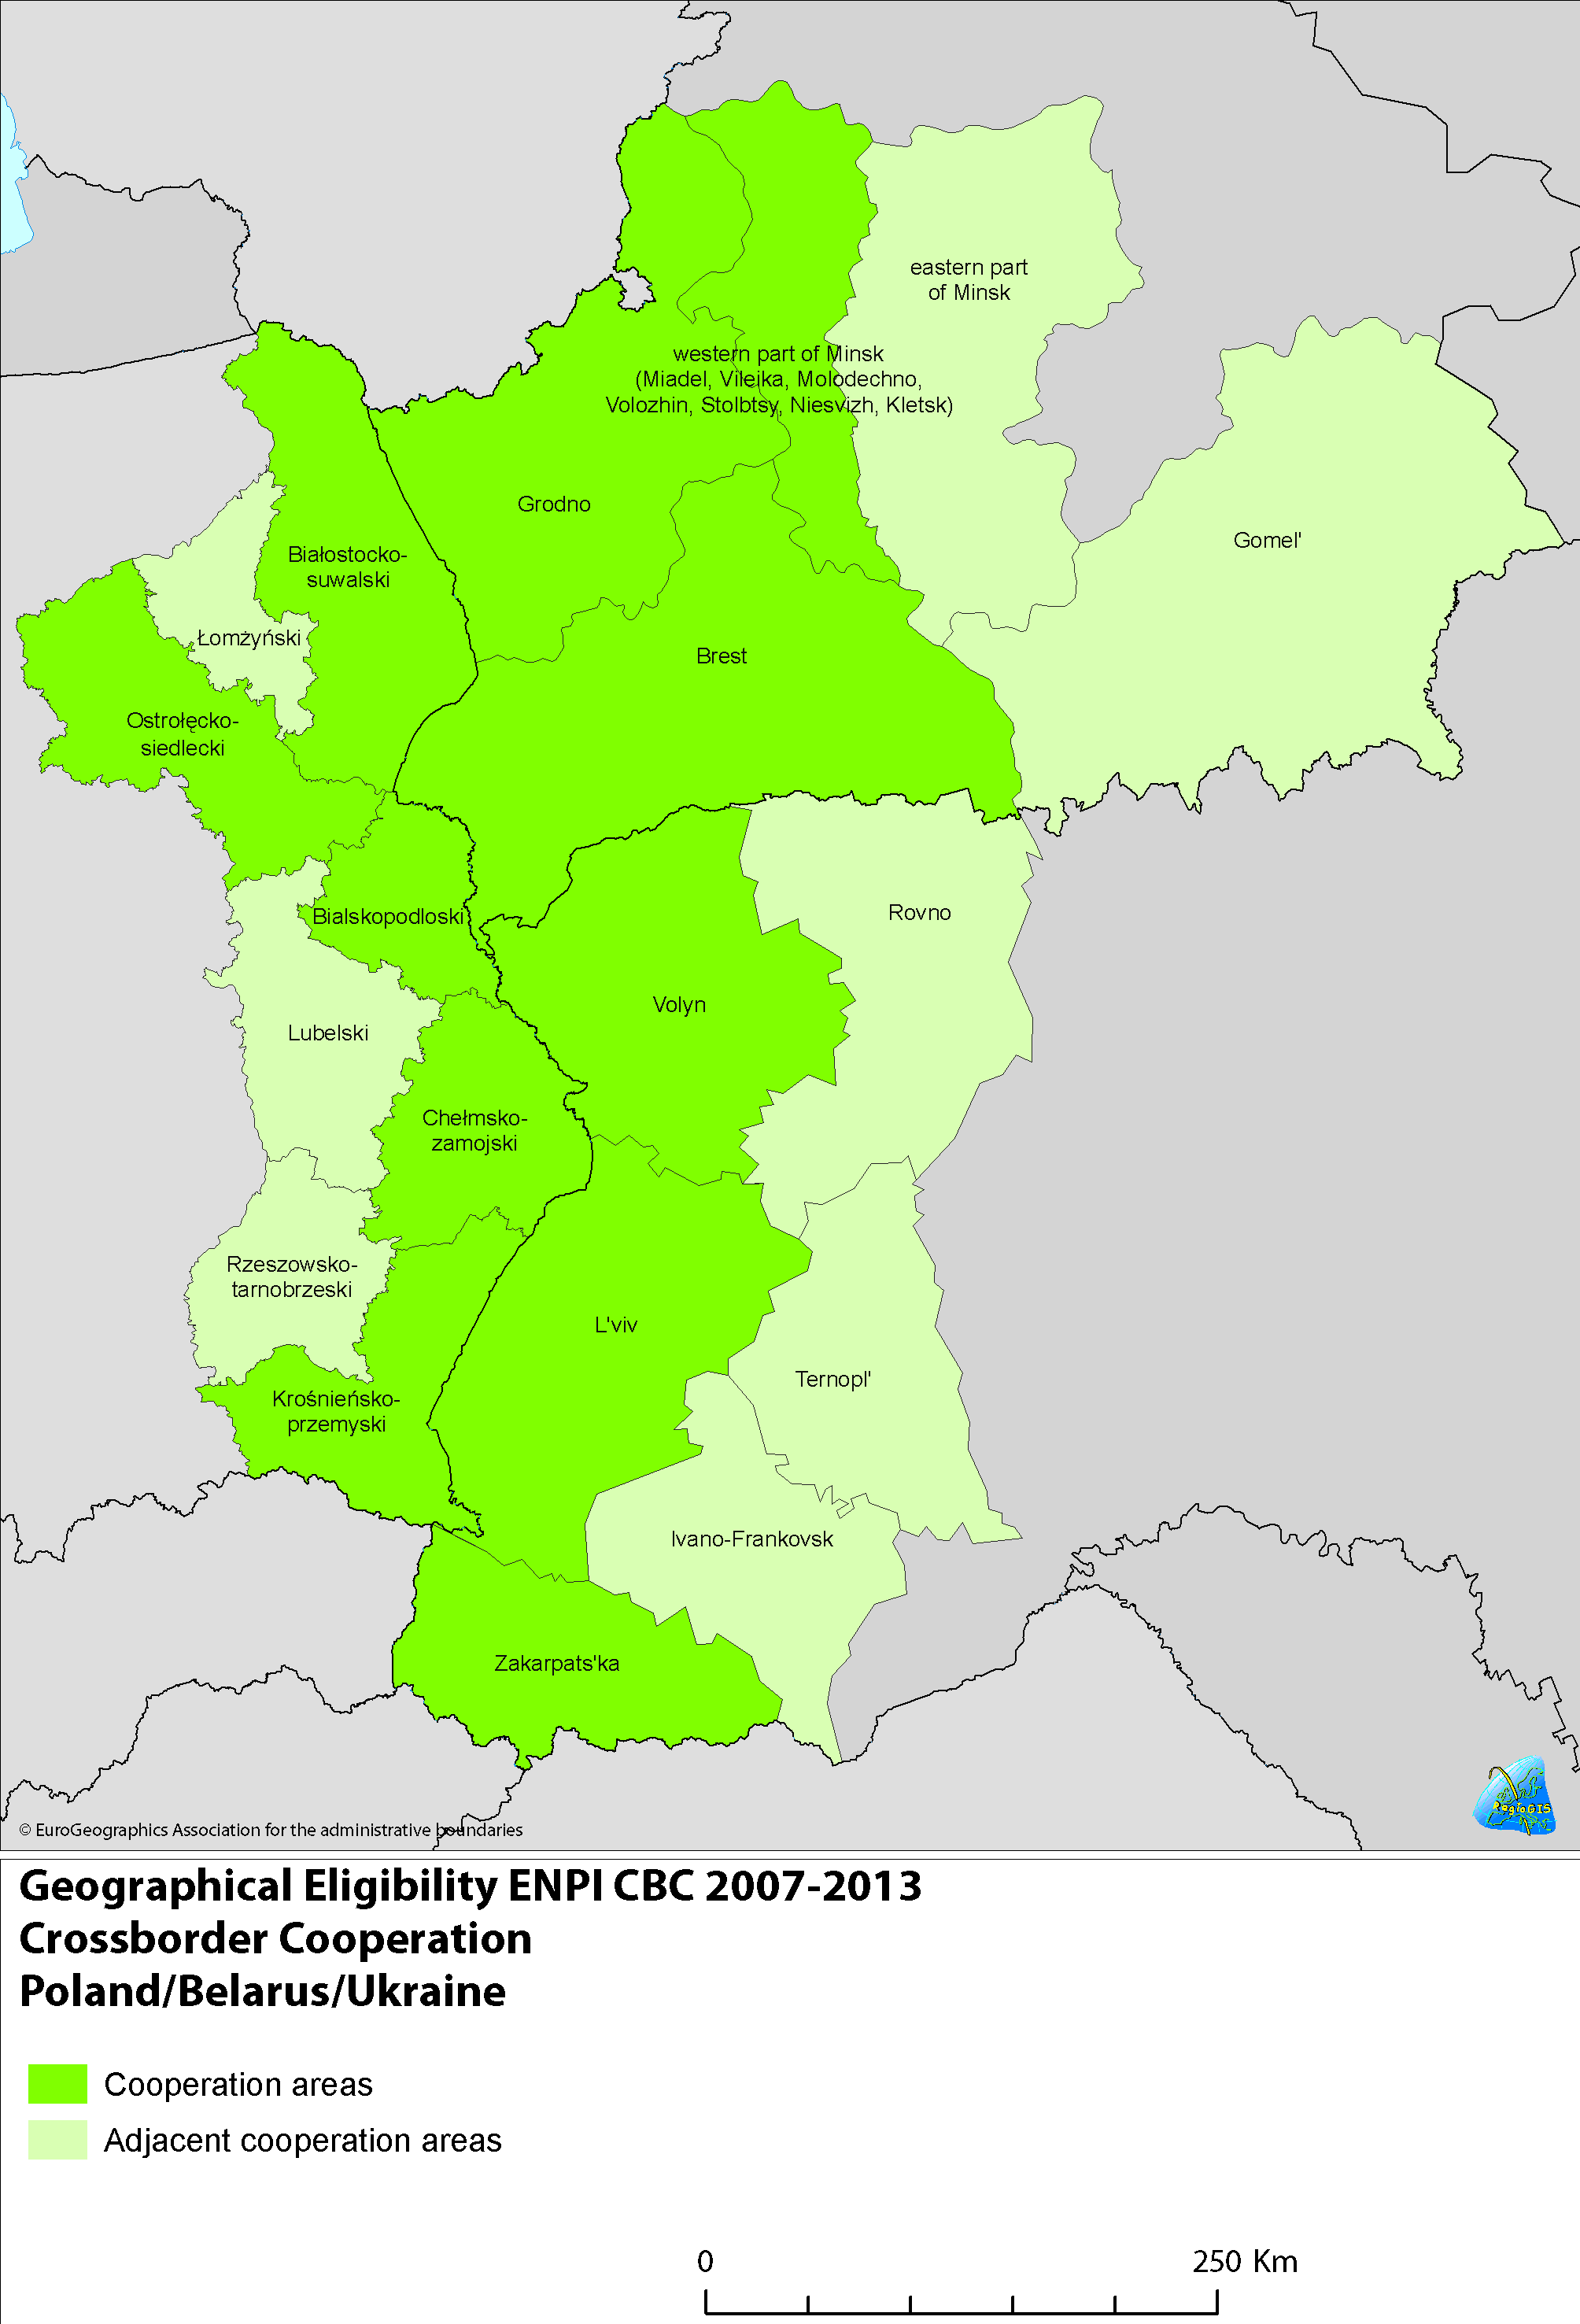 eastern part
of Minsk
western part of Minsk
(Miadel, Vileika, Molodechno,
Volozhin, Stolbtsy, Niesvizh, Kletsk)
Grodno
Gomel'
Białostocko-
suwalski
Łomżyński
Brest
Ostrołęcko-
siedlecki
Bialskopodloski
Rovno
Volyn
Lubelski
Chełmsko-
zamojski
Rzeszowsko-
tarnobrzeski
L'viv
Ternopl'
Krośnieńsko-
przemyski
Ivano-Frankovsk
Zakarpats'ka
RegioGIS
© EuroGeographics Association for the administrative boundaries
Geographical Eligibility ENPI CBC 2007-2013
Crossborder Cooperation
Poland/Belarus/Ukraine
Cooperation areas
Adjacent cooperation areas
0 250 Km